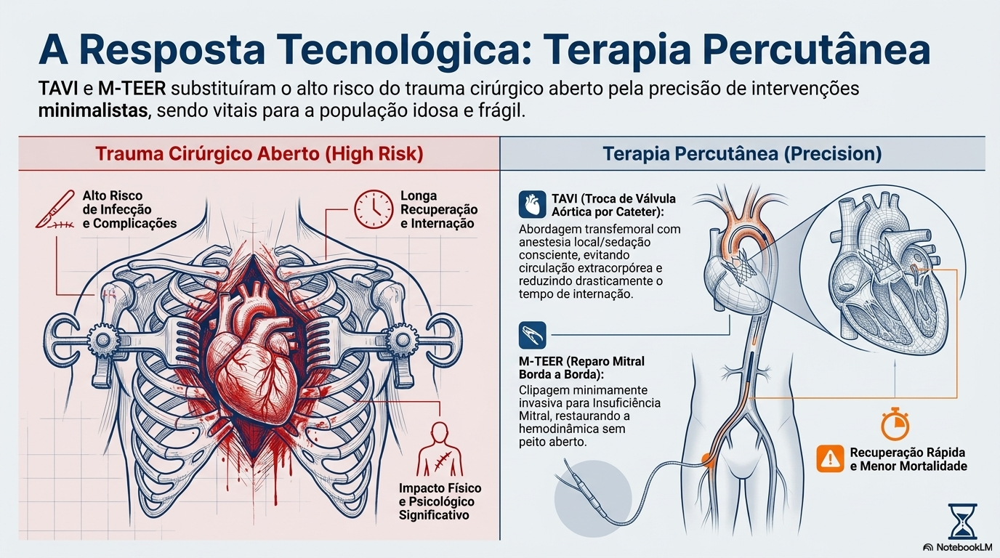 A Resposta Tecnológica: Terapia Percutânea
TAVI e M-TEER substituíram o alto risco do trauma cirúrgico aberto pela precisão de intervenções
minimalistas, sendo vitais para a população idosa e frágil.
Trauma Cirúrgico Aberto (High Risk)
Alto Risco
de Infecção
e Complicações
Longa
Recuperação
e Internação
Impacto Físico
e Psicológico
Significativo
Terapia Percutânea (Precision)
TAVI (Troca de Válvula
Aórtica por Cateter):
Abordagem transfemoral com
anestesia local/sedação
consciente, evitando
circulação extracorpórea e
reduzindo drasticamente o
tempo de internação.
M-TEER (Reparo Mitral
Borda a Borda):
Clipagem minimamente
invasiva para Insuficiência
Mitral, restaurando a
hemodinâmica sem
peito aberto.
Recuperação Rápida
e Menor Mortalidade
NotebookLM